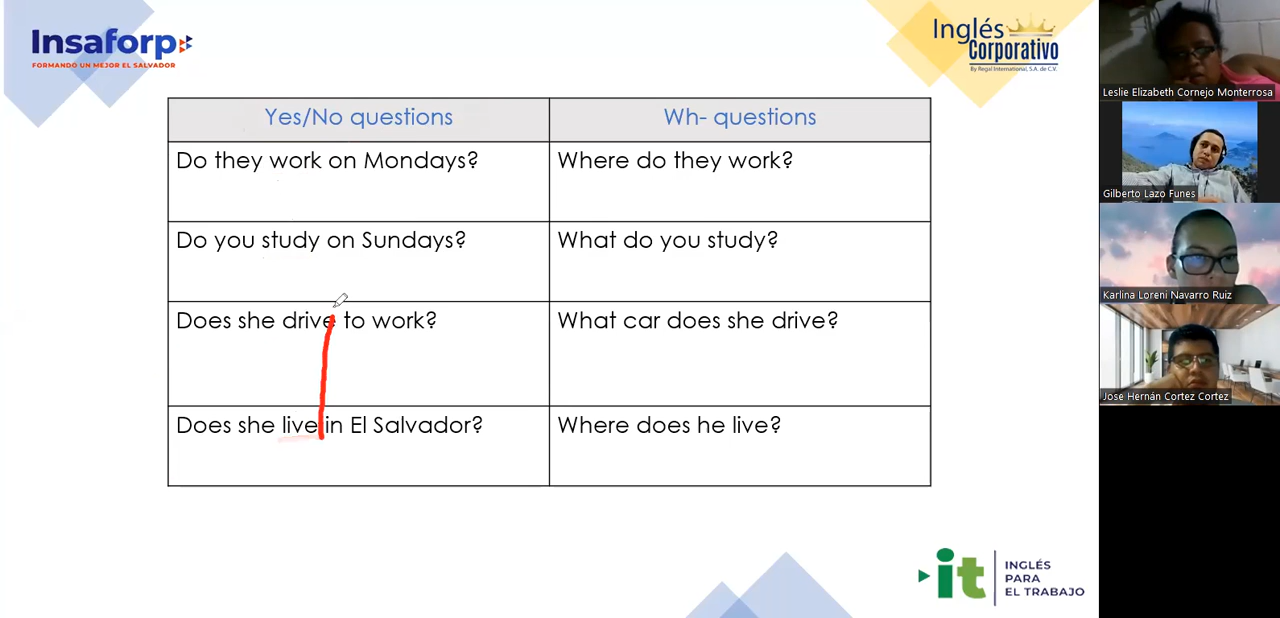 Insaforp
FORMANDO UN MEJOR EL SALVADOR
Inglés
Corporativo
By Regal International, S.A. de C.V.
Yes/No questions
Wh- questions
Do they work on Mondays?
Where do they work?
Do you study on Sundays?
What do you study?
Does she drive to work?
What car does she drive?
Does she live in El Salvador?
Where does he live?
it
INGLÉS
PARA
EL TRABAJO
Leslie Elizabeth Cornejo Monterrosa
Gilberto Lazo Funes
Karlina Loreni Navarro Ruiz
Jose Hernán Cortez Cortez